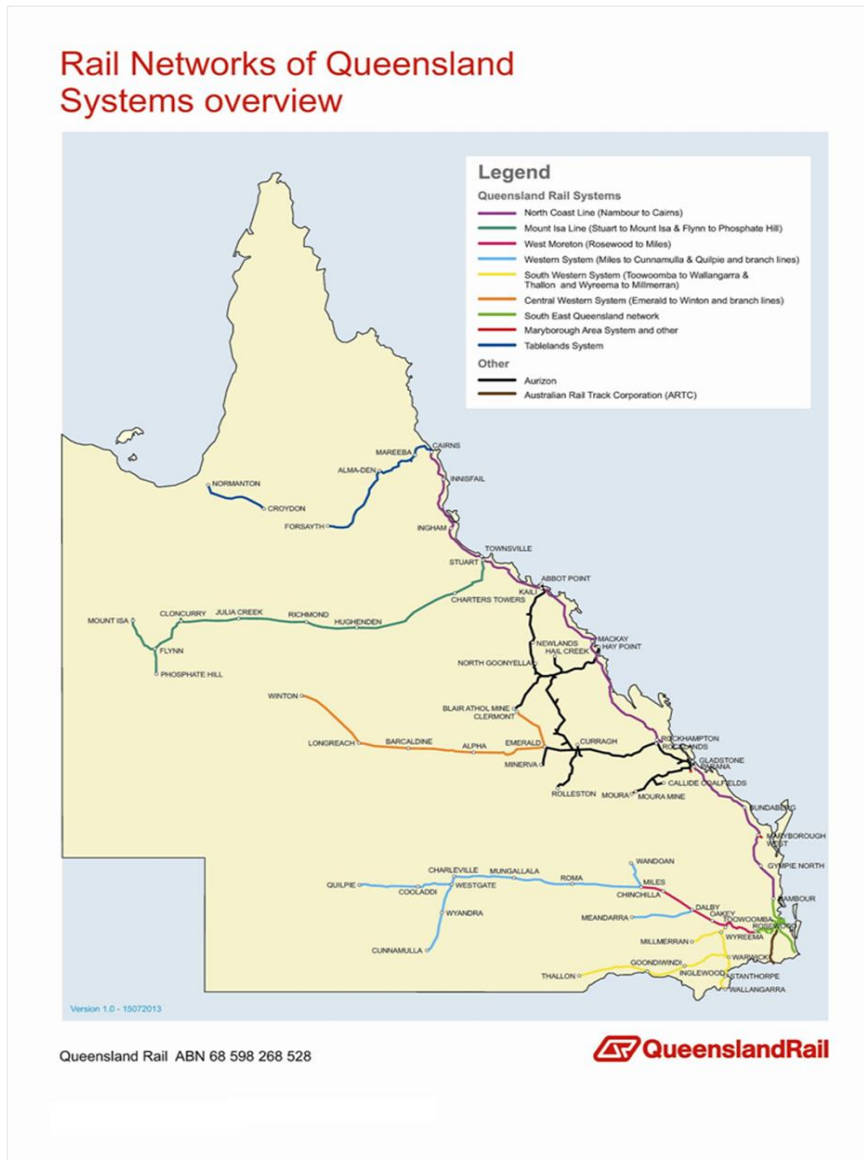 Rail Networks of Queensland
Systems overview
Legend
Queensland Rail Systems
North Coast Line (Nambour to Cairns)
Mount Isa Line (Stuart to Mount Isa & Flynn to Phosphate Hill)
West Moreton (Rosewood to Miles)
Western System (Miles to Cunnamulla & Quilpie and branch lines)
South Western System (Toowoomba to Wallangarra &
Thallon and Wyreema to Millmerran)
Central Western System (Emerald to Winton and branch lines)
South East Queensland network
Maryborough Area System and other
Tablelands System
Other
Aurizon
Australian Rail Track Corporation (ARTC)
CAIRNS
MAREEBA
ALMA-DEN
INNISFAIL
NORMANTON
CROYDON
FORSAYTH
INGHAM
TOWNSVILLE
STUART
ABBOT POINT
KAILI
CHARTERS TOWERS
CLONCURRY
JULIA CREEK
RICHMOND
HUGHENDEN
MOUNT ISA
FLYNN
PHOSPHATE HILL
MACKAY
HAY POINT
NEWLANDS
HAIL CREEK
NORTH GOONYELLA
WINTON
BLAIR ATHOL MINE
CLERMONT
LONGREACH
BARCALDINE
ALPHA
EMERALD
CURRAGH
ROCKHAMPTON
ROCKLANDS
MINERVA
GLADSTONE
PARANA
CALLIDE COALFIELDS
ROLLESTON
MOURA
MOURA MINE
BUNDABERG
MARYBOROUGH
WEST
GYMPIE NORTH
WANDOAN
CHARLEVILLE
MUNGALLALA
ROMA
MILES
QUILPIE
COOLADDI
WESTGATE
CHINCHILLA
NAMBOUR
WYANDRA
MEANDARRA
DALBY
OAKEY
TOOWOOMBA
ROSEWOOD
MILLMERRAN
WYREEMA
CUNNAMULLA
GOONDIWINDI
WARWICK
THALLON
INGLEWOOD
STANTHORPE
WALLANGARRA
Version 1.0 - 15072013
Queensland Rail ABN 68 598 268 528
QueenslandRail